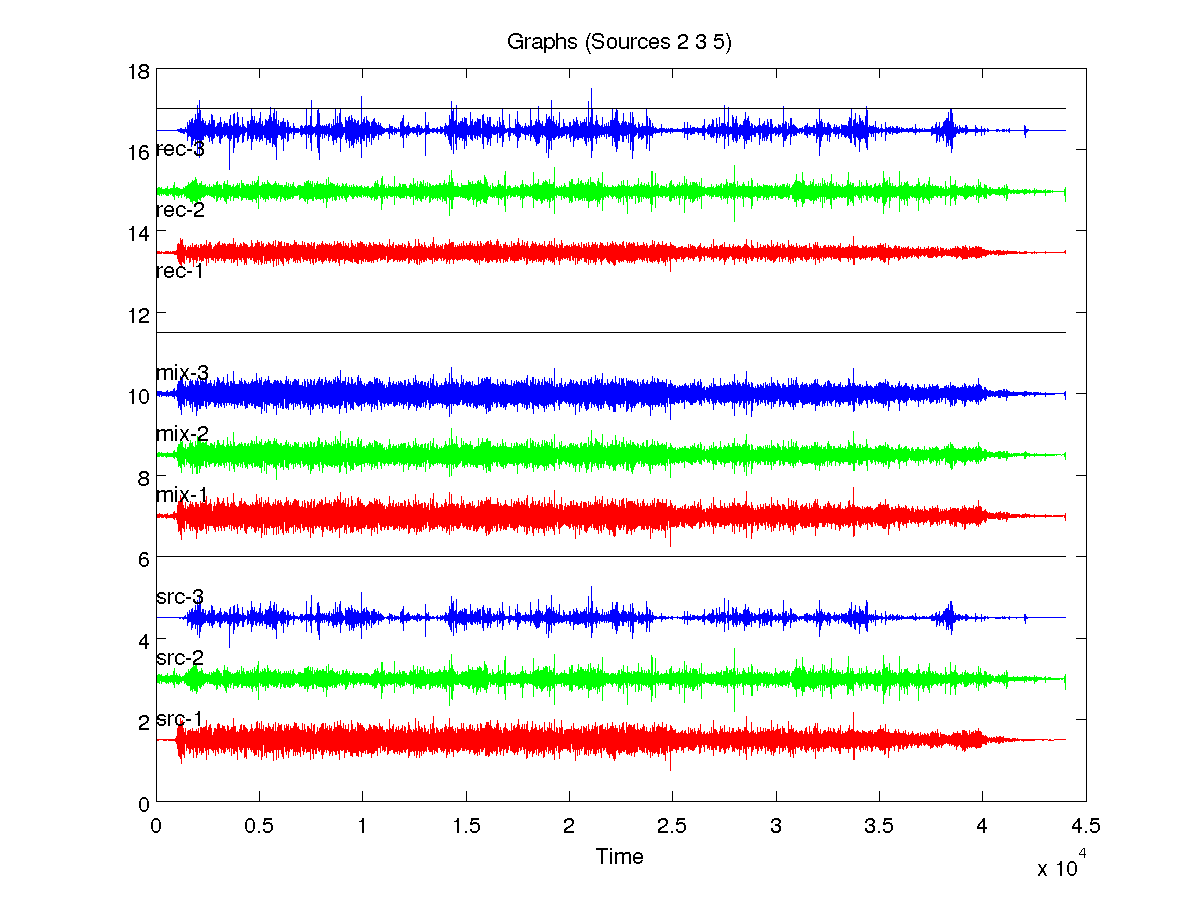 Graphs (Sources 2 3 5)
18
rec-3
16
rec-2
14
rec-1
12
mix-3
10
mix-2
8
mix-1
6
src-3
4
src-2
2
src-1
0
0 0.5 1 1.5 2 2.5 3 3.5 4 4.5
Time
x 10^4